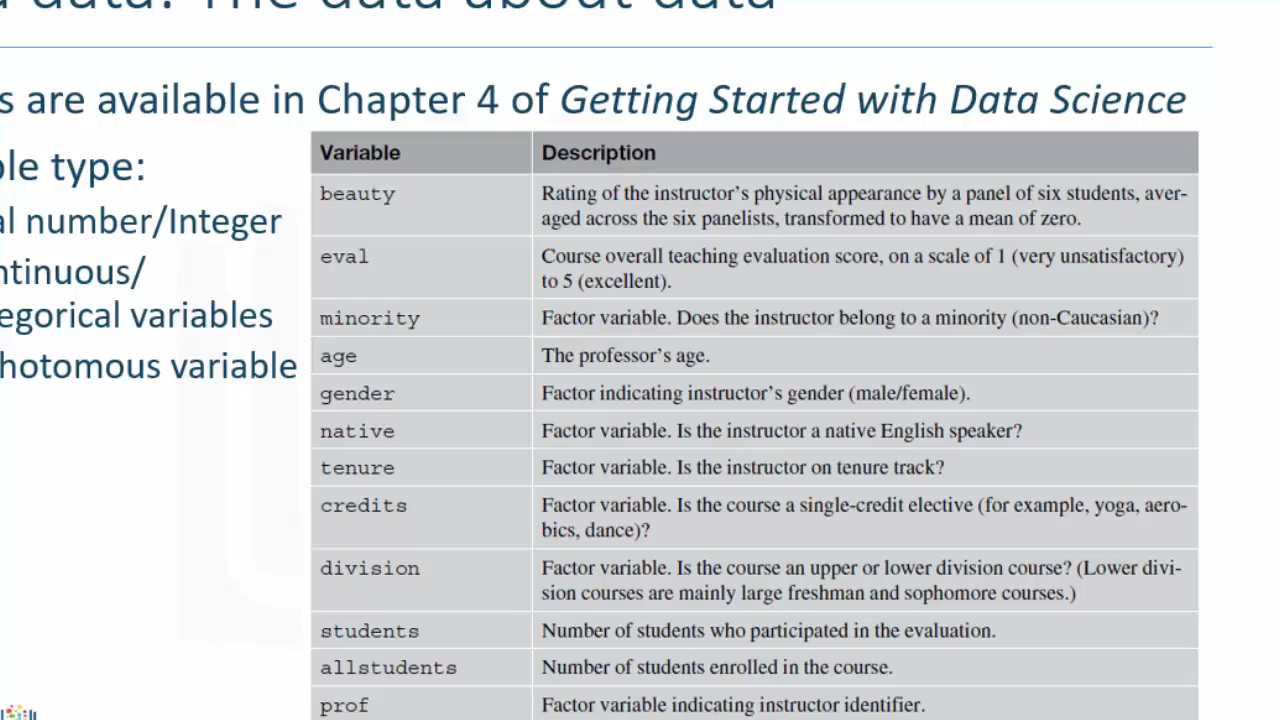 data: The data about data
s are available in Chapter 4 of Getting Started with Data Science
ble type:
al number/Integer
ntinuous/
egorical variables
hotomous variable
Variable Description
beauty Rating of the instructor's physical appearance by a panel of six students, aver-
aged across the six panelists, transformed to have a mean of zero.
eval Course overall teaching evaluation score, on a scale of 1 (very unsatisfactory)
to 5 (excellent).
minority Factor variable. Does the instructor belong to a minority (non-Caucasian)?
age The professor's age.
gender Factor indicating instructor's gender (male/female).
native Factor variable. Is the instructor a native English speaker?
tenure Factor variable. Is the instructor on tenure track?
credits Factor variable. Is the course a single-credit elective (for example, yoga, aero-
bics, dance)?
division Factor variable. Is the course an upper or lower division course? (Lower divi-
sion courses are mainly large freshman and sophomore courses.)
students Number of students who participated in the evaluation.
allstudents Number of students enrolled in the course.
prof Factor variable indicating instructor identifier.